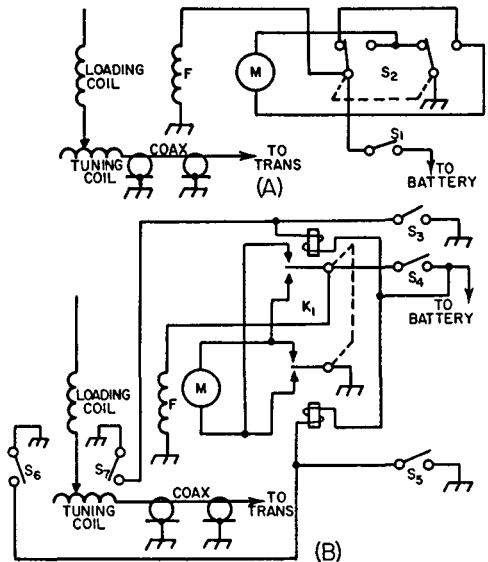 LOADING
COIL
F
M
S2
S1
TO
BATTERY
TUNING
COIL
COAX
TO
TRANS
(A)
S3
S4
TO
BATTERY
K1
LOADING
COIL
F
M
S6
S7
S5
TUNING
COIL
COAX
TO
TRANS
(B)